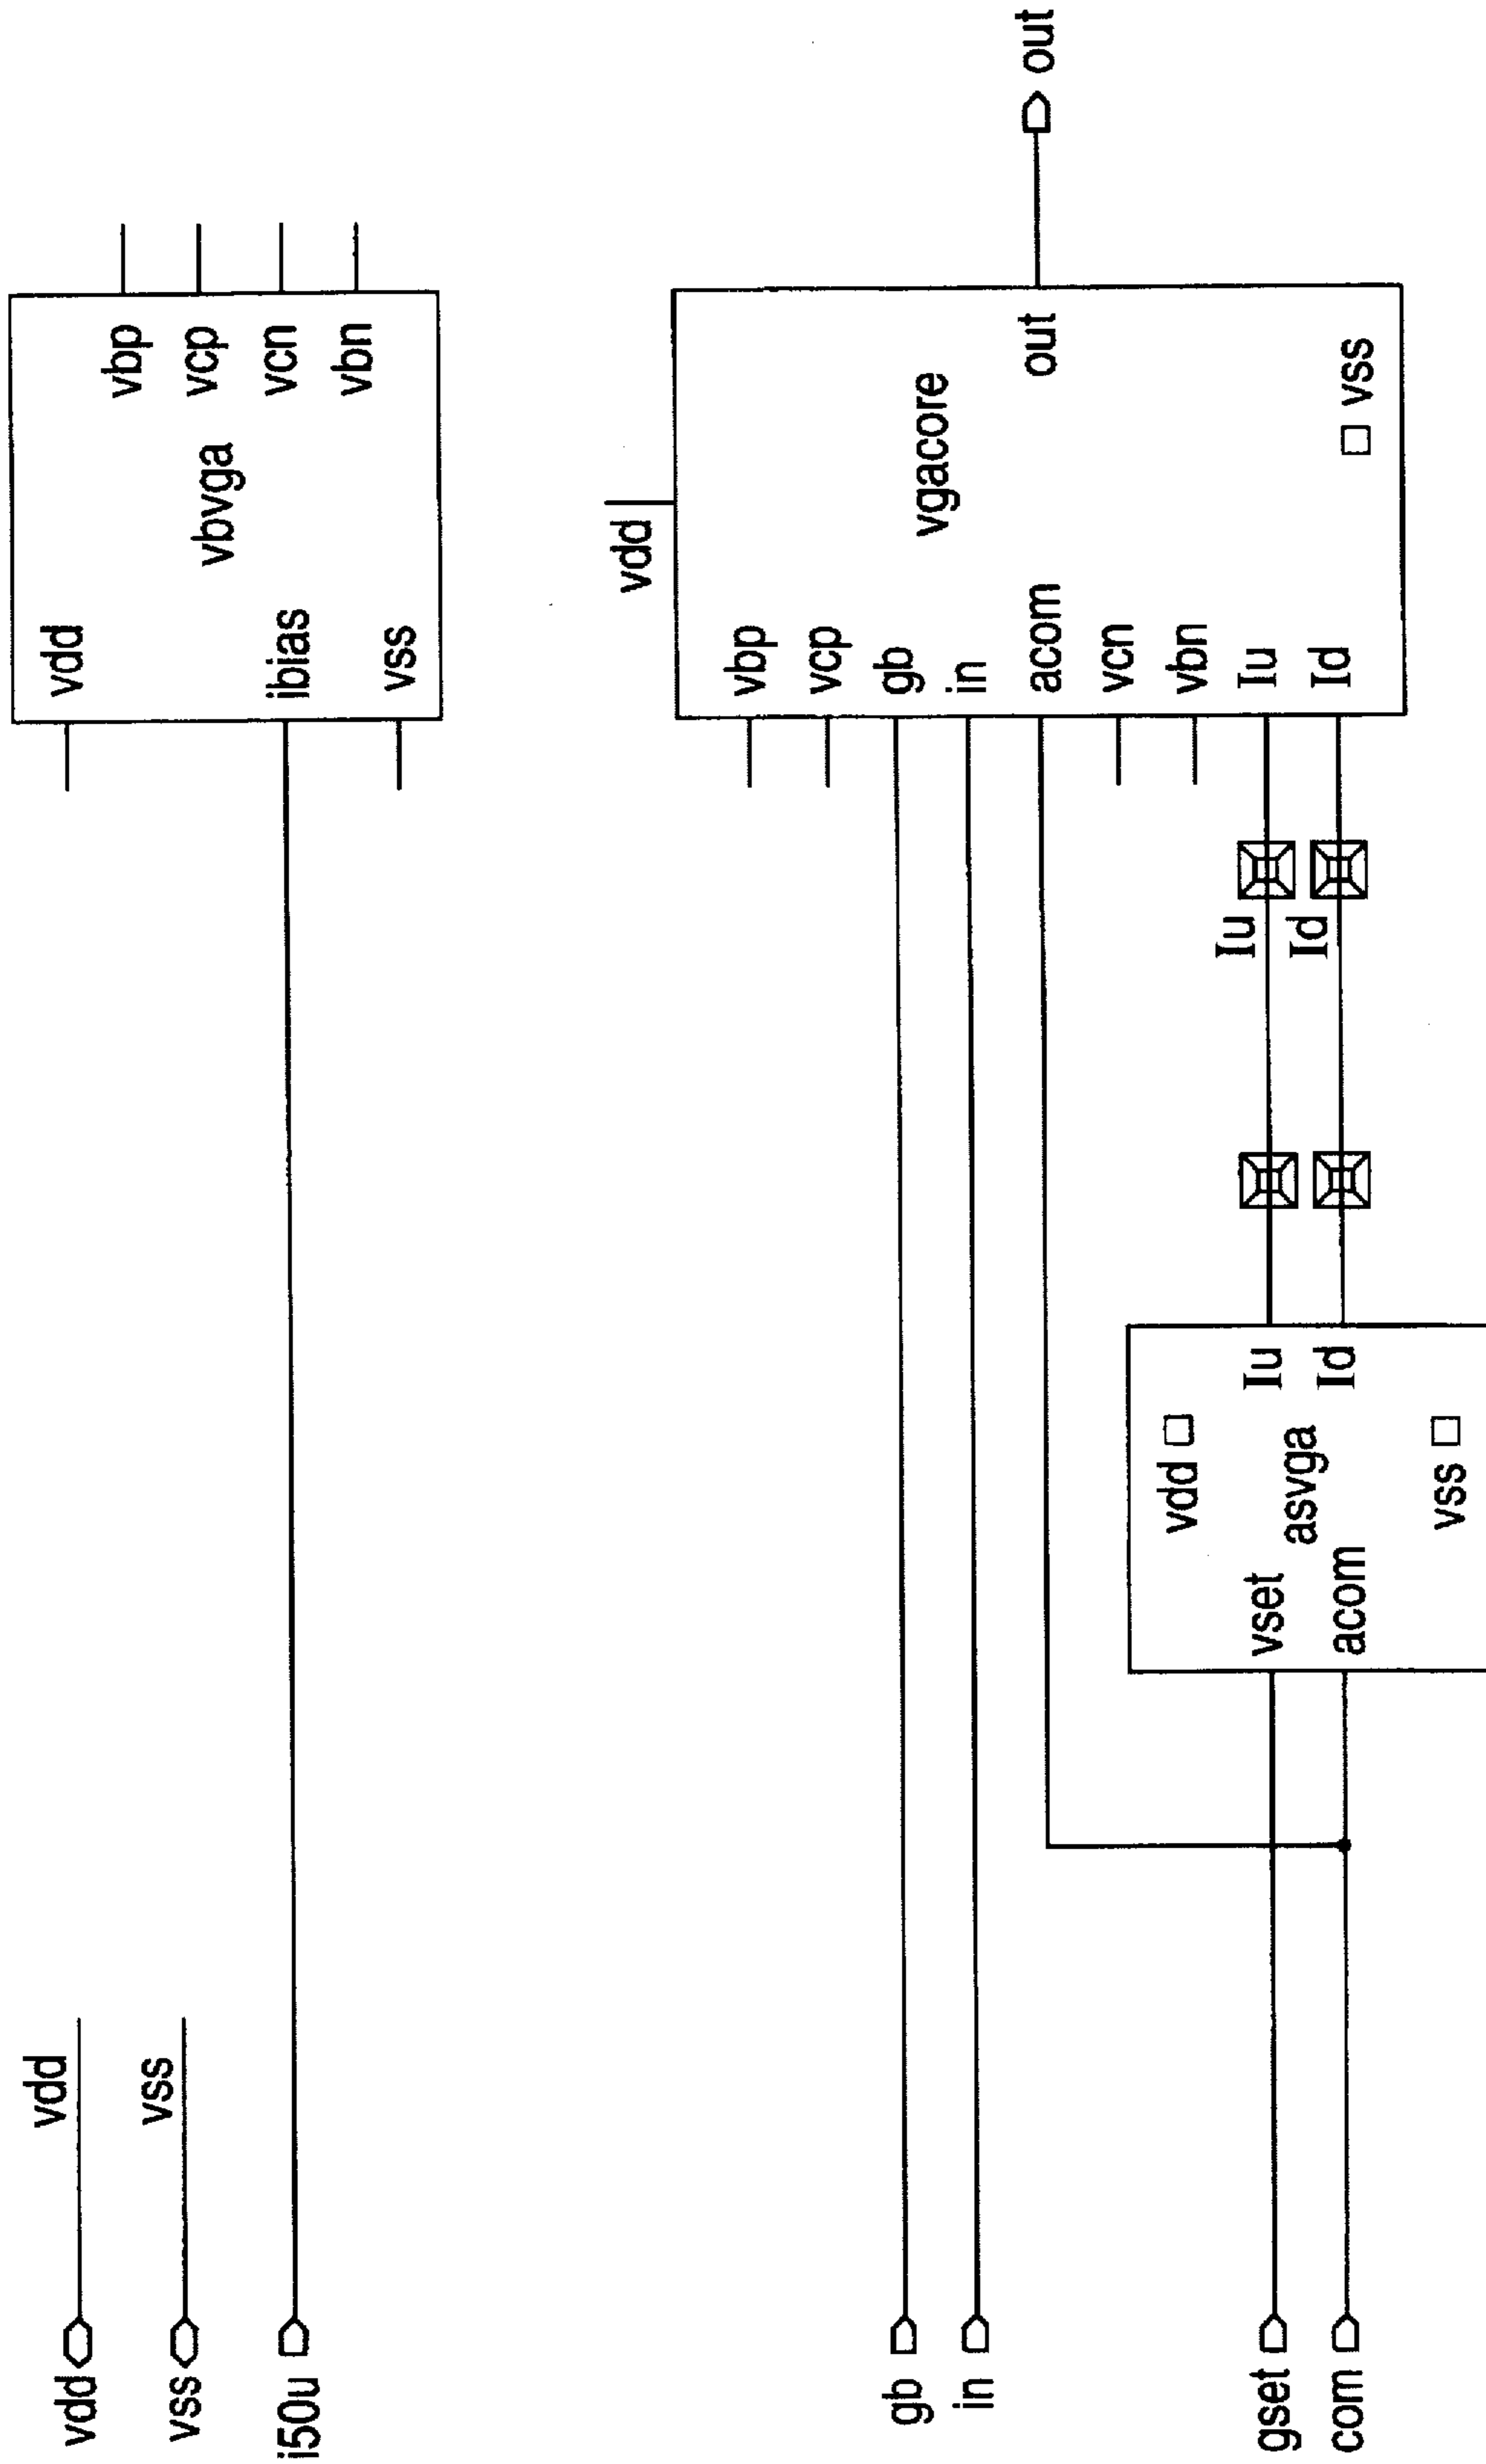 vdd
vdd
vss
vss
i50u
vdd
ibias
vss
vbvga
vbp
vcp
vcn
vbn
gb
in
gset
com
vdd
vbp
vcp
gb
in
acom
vcn
vbn
Iu
Id
vgacore
out
vss
out
Iu
Id
vdd
vset
asvga
acom
vss
Iu
Id